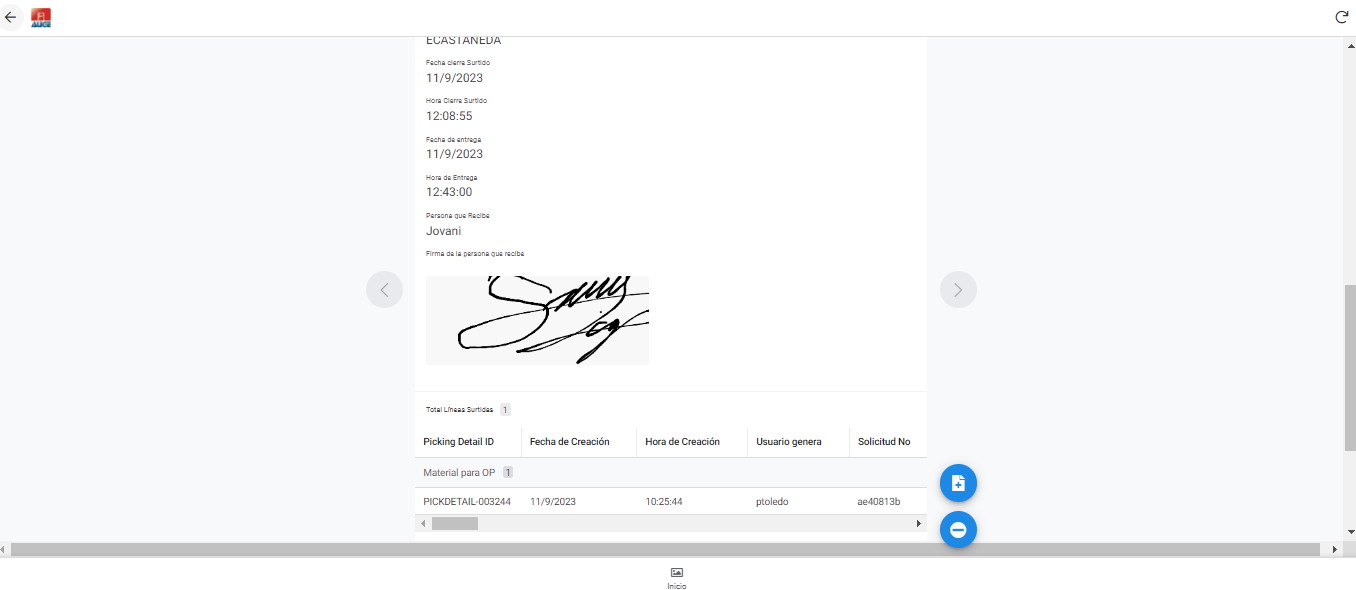 AUGE
ECASTANEDA
Fecha cierre Surtido
11/9/2023
Hora Cierre Surtido
12:08:55
Fecha de entrega
11/9/2023
Hora de Entrega
12:43:00
Persona que Recibe
Jovani
Firma de la persona que recibe
Total Líneas Surtidas 1
Picking Detail ID Fecha de Creación Hora de Creación Usuario genera Solicitud No
Material para OP 1
PICKDETAIL-003244 11/9/2023 10:25:44 ptoledo ae40813b
Inicio